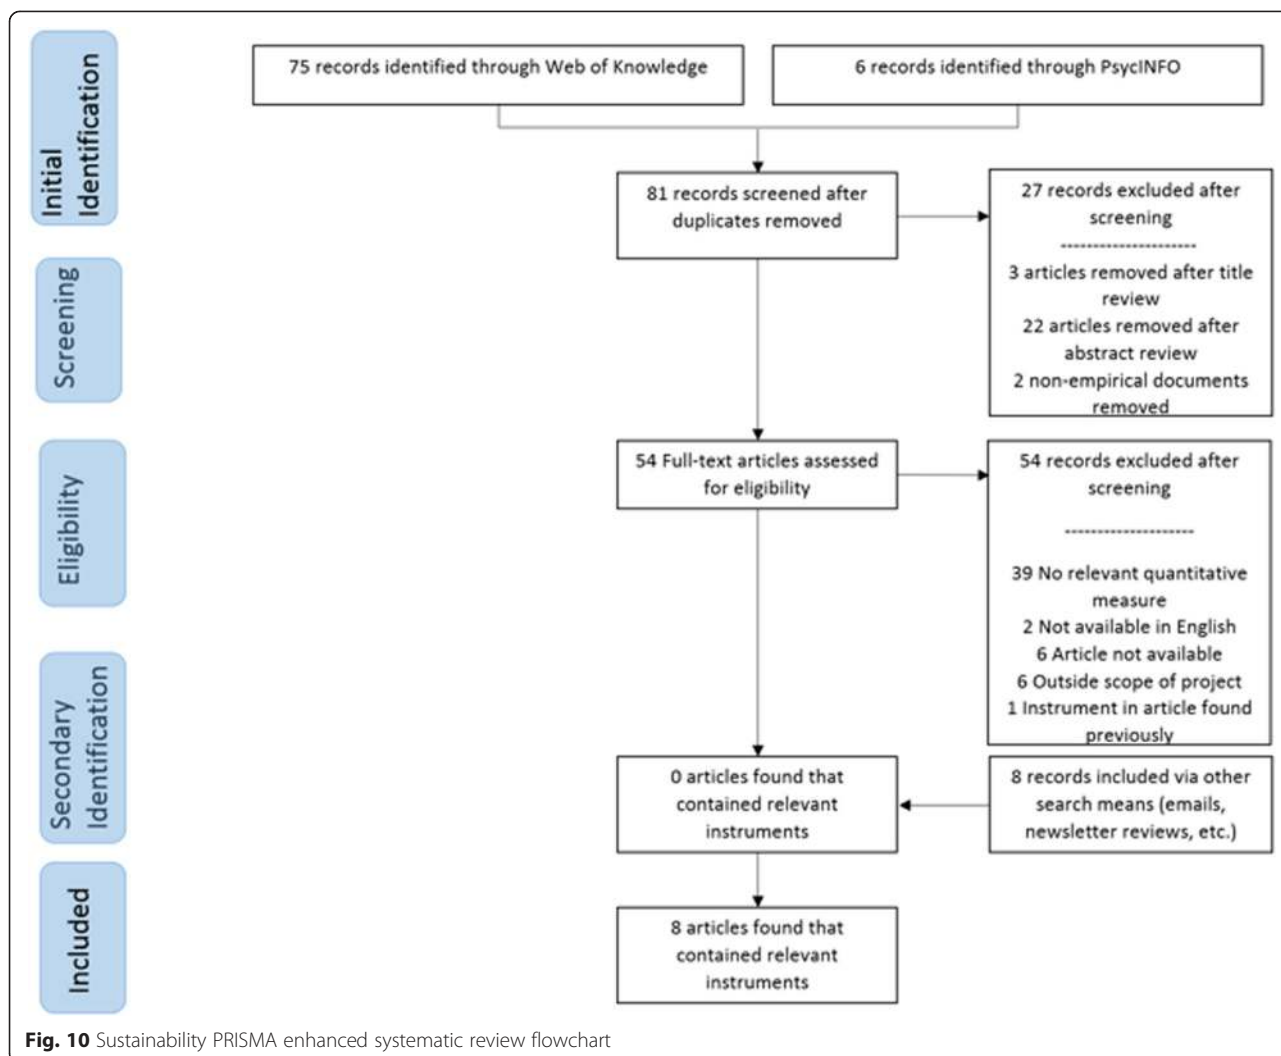 Initial
Identification
75 records identified through Web of Knowledge
6 records identified through PsycINFO
81 records screened after
duplicates removed
27 records excluded after
screening
---------------------
3 articles removed after title
review
22 articles removed after
abstract review
2 non-empirical documents
removed
Screening
54 Full-text articles assessed
for eligibility
54 records excluded after
screening
--------------------
39 No relevant quantitative
measure
2 Not available in English
6 Article not available
6 Outside scope of project
1 Instrument in article found
previously
Eligibility
Secondary
Identification
0 articles found that
contained relevant
instruments
8 records included via other
search means (emails,
newsletter reviews, etc.)
Included
8 articles found that
contained relevant
instruments
Fig. 10 Sustainability PRISMA enhanced systematic review flowchart